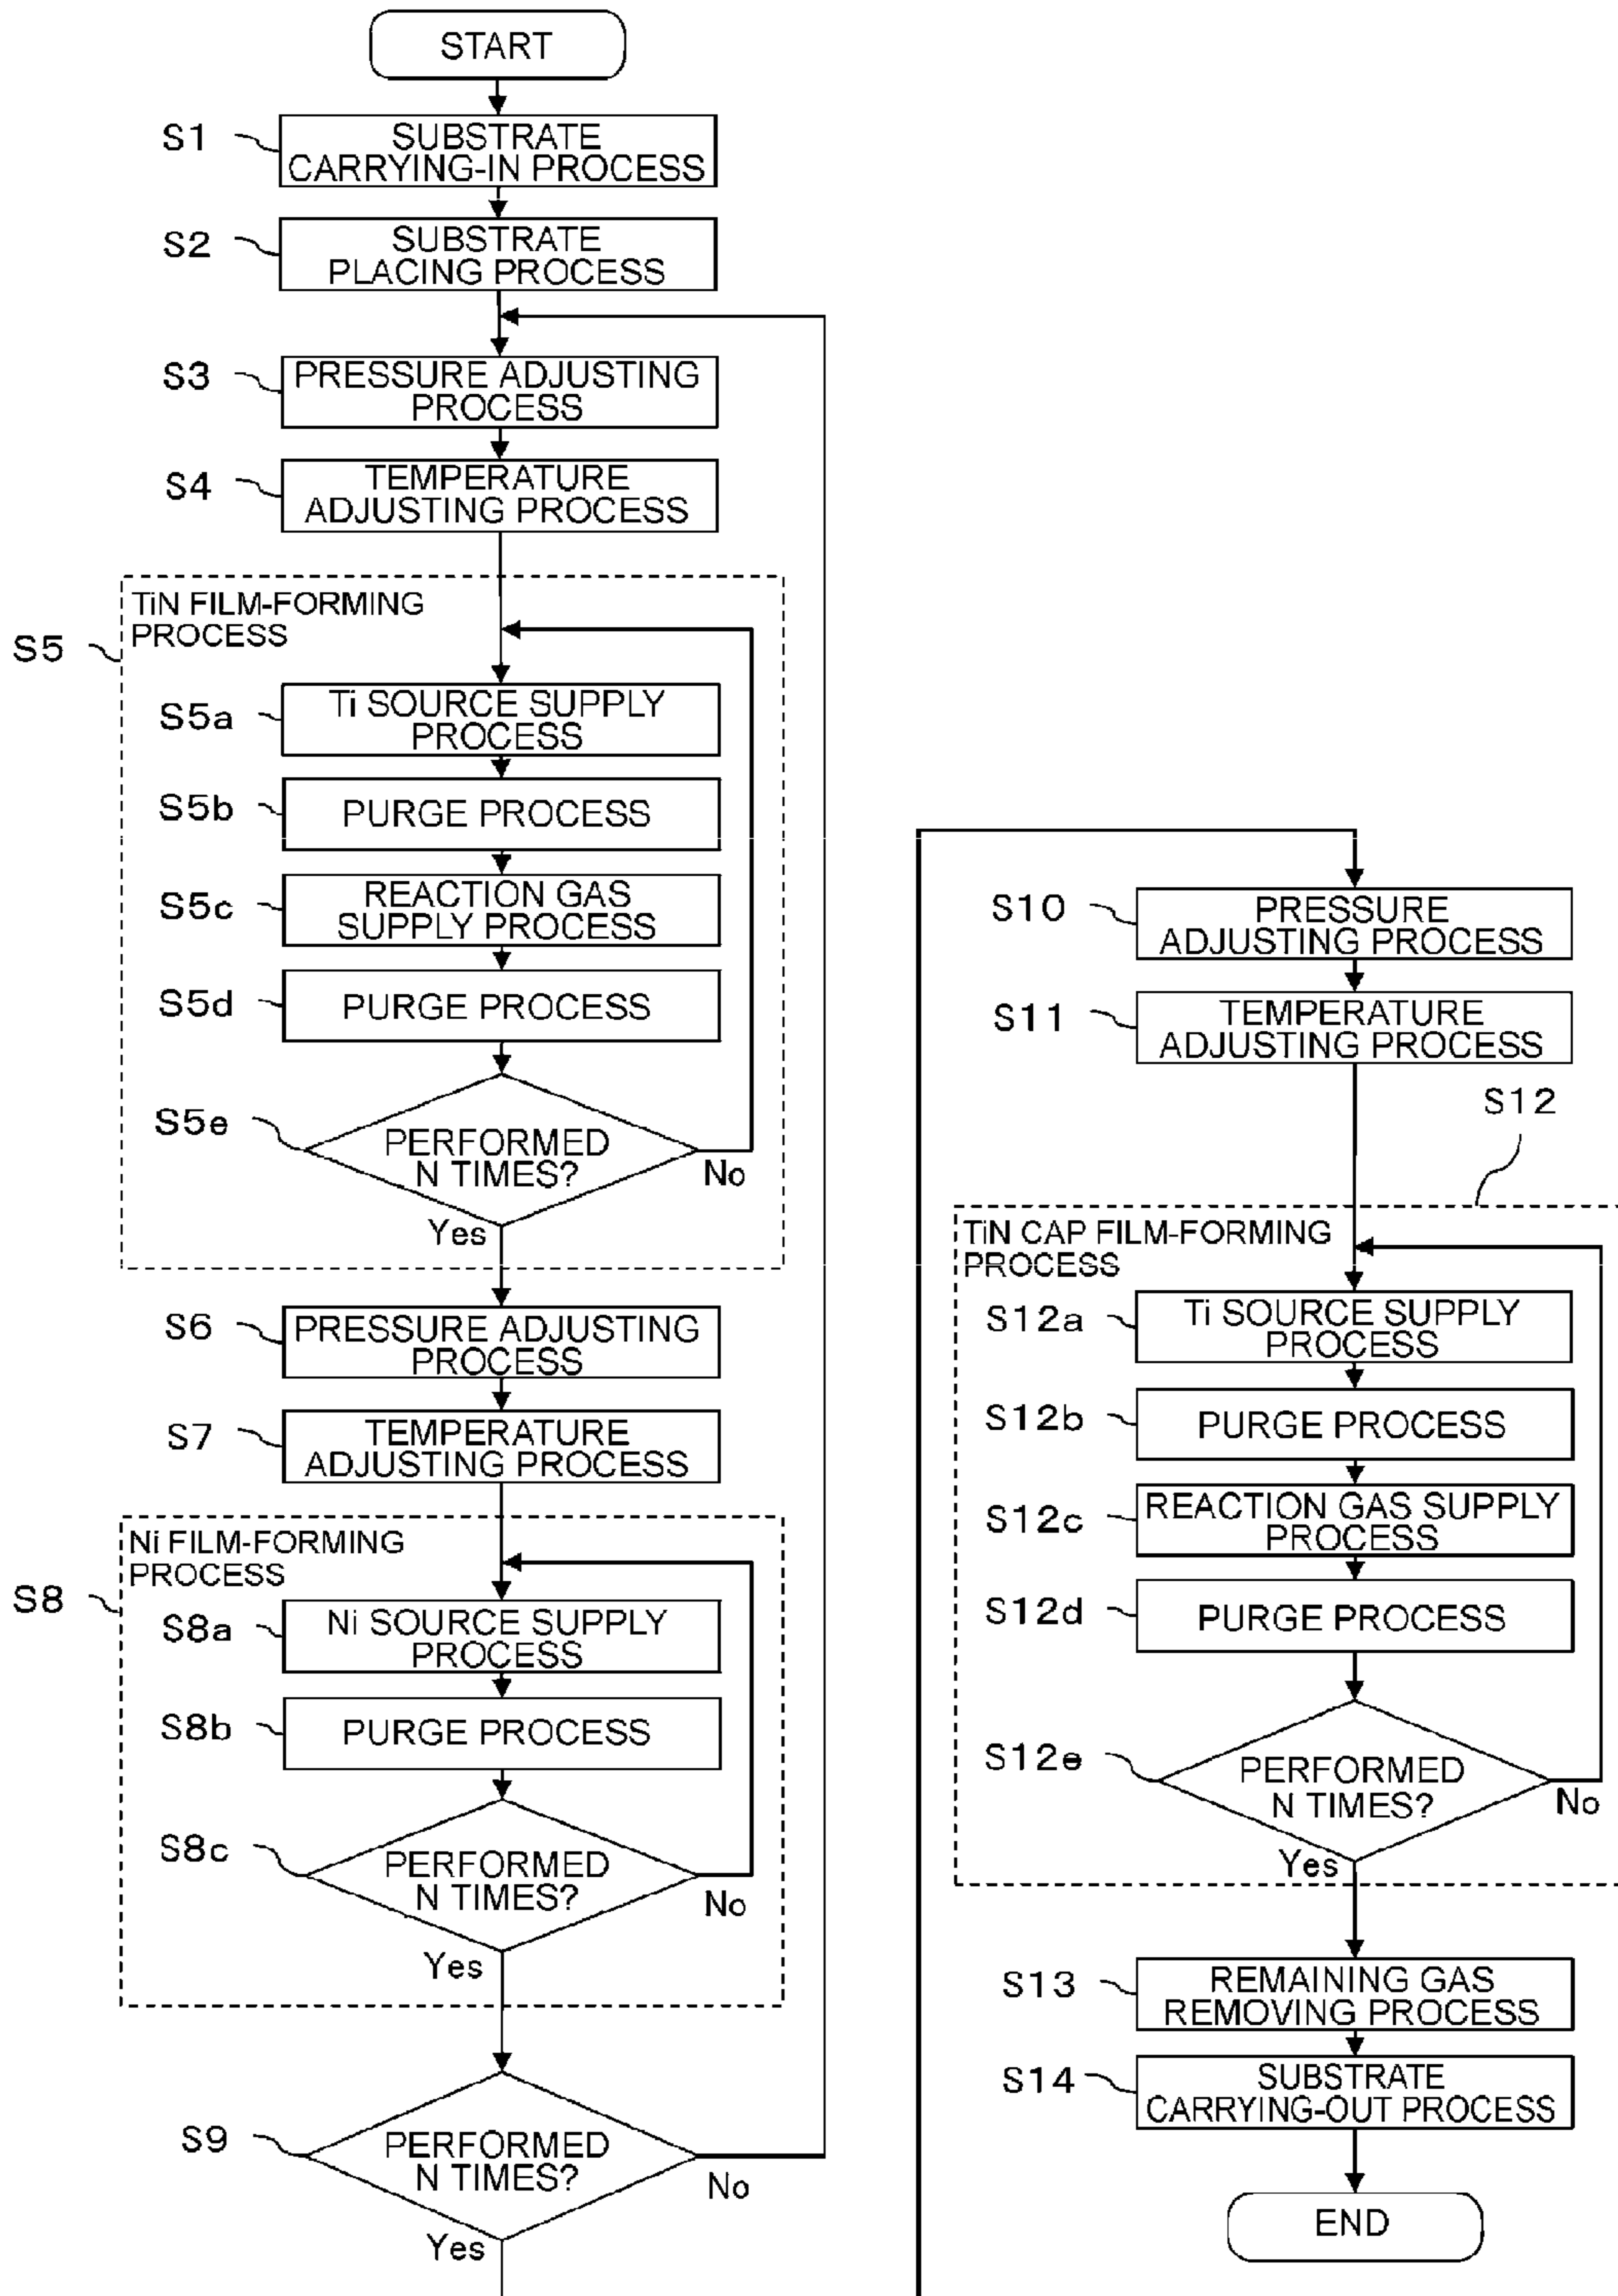 START
S1
SUBSTRATE
CARRYING-IN PROCESS
S2
SUBSTRATE
PLACING PROCESS
S3
PRESSURE ADJUSTING
PROCESS
S4
TEMPERATURE
ADJUSTING PROCESS
S5
TiN FILM-FORMING
PROCESS
S5a
Ti SOURCE SUPPLY
PROCESS
S5b
PURGE PROCESS
S5c
REACTION GAS
SUPPLY PROCESS
S5d
PURGE PROCESS
S5e
PERFORMED
N TIMES?
No
Yes
S6
PRESSURE ADJUSTING
PROCESS
S7
TEMPERATURE
ADJUSTING PROCESS
S8
Ni FILM-FORMING
PROCESS
S8a
Ni SOURCE SUPPLY
PROCESS
S8b
PURGE PROCESS
S8c
PERFORMED
N TIMES?
No
Yes
S9
PERFORMED
N TIMES?
No
Yes
S10
PRESSURE
ADJUSTING PROCESS
S11
TEMPERATURE
ADJUSTING PROCESS
S12
TiN CAP FILM-FORMING
PROCESS
S12a
Ti SOURCE SUPPLY
PROCESS
S12b
PURGE PROCESS
S12c
REACTION GAS SUPPLY
PROCESS
S12d
PURGE PROCESS
S12e
PERFORMED
N TIMES?
No
Yes
S13
REMAINING GAS
REMOVING PROCESS
S14
SUBSTRATE
CARRYING-OUT PROCESS
END